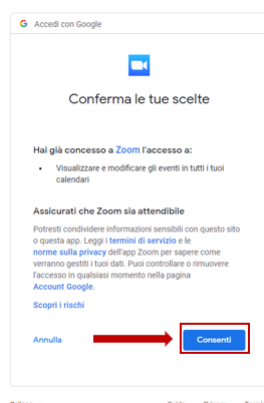 Accedi con Google
Conferma le tue scelte
Hai già concesso a Zoom l'accesso a:
• Visualizzare e modificare gli eventi in tutti i tuoi
calendari
Assicurati che Zoom sia attendibile
Potresti condividere informazioni sensibili con questo sito
o questa app. Leggi i termini di servizio e le
norme sulla privacy dell'app Zoom per sapere come
verranno gestiti i tuoi dati. Puoi controllare o rimuovere
l'accesso in qualsiasi momento nella pagina
Account Google.
Scopri i rischi
Annulla Consenti